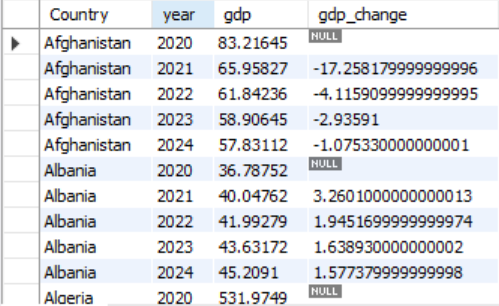 Country year gdp gdp_change
Afghanistan 2020 83.21645 NULL
Afghanistan 2021 65.95827 -17.258179999999996
Afghanistan 2022 61.84236 -4.1159099999999995
Afghanistan 2023 58.90645 -2.93591
Afghanistan 2024 57.83112 -1.075330000000001
Albania 2020 36.78752 NULL
Albania 2021 40.04762 3.2601000000000013
Albania 2022 41.99279 1.9451699999999974
Albania 2023 43.63172 1.638930000000002
Albania 2024 45.2091 1.577379999999998
Algeria 2020 531.9749 NULL